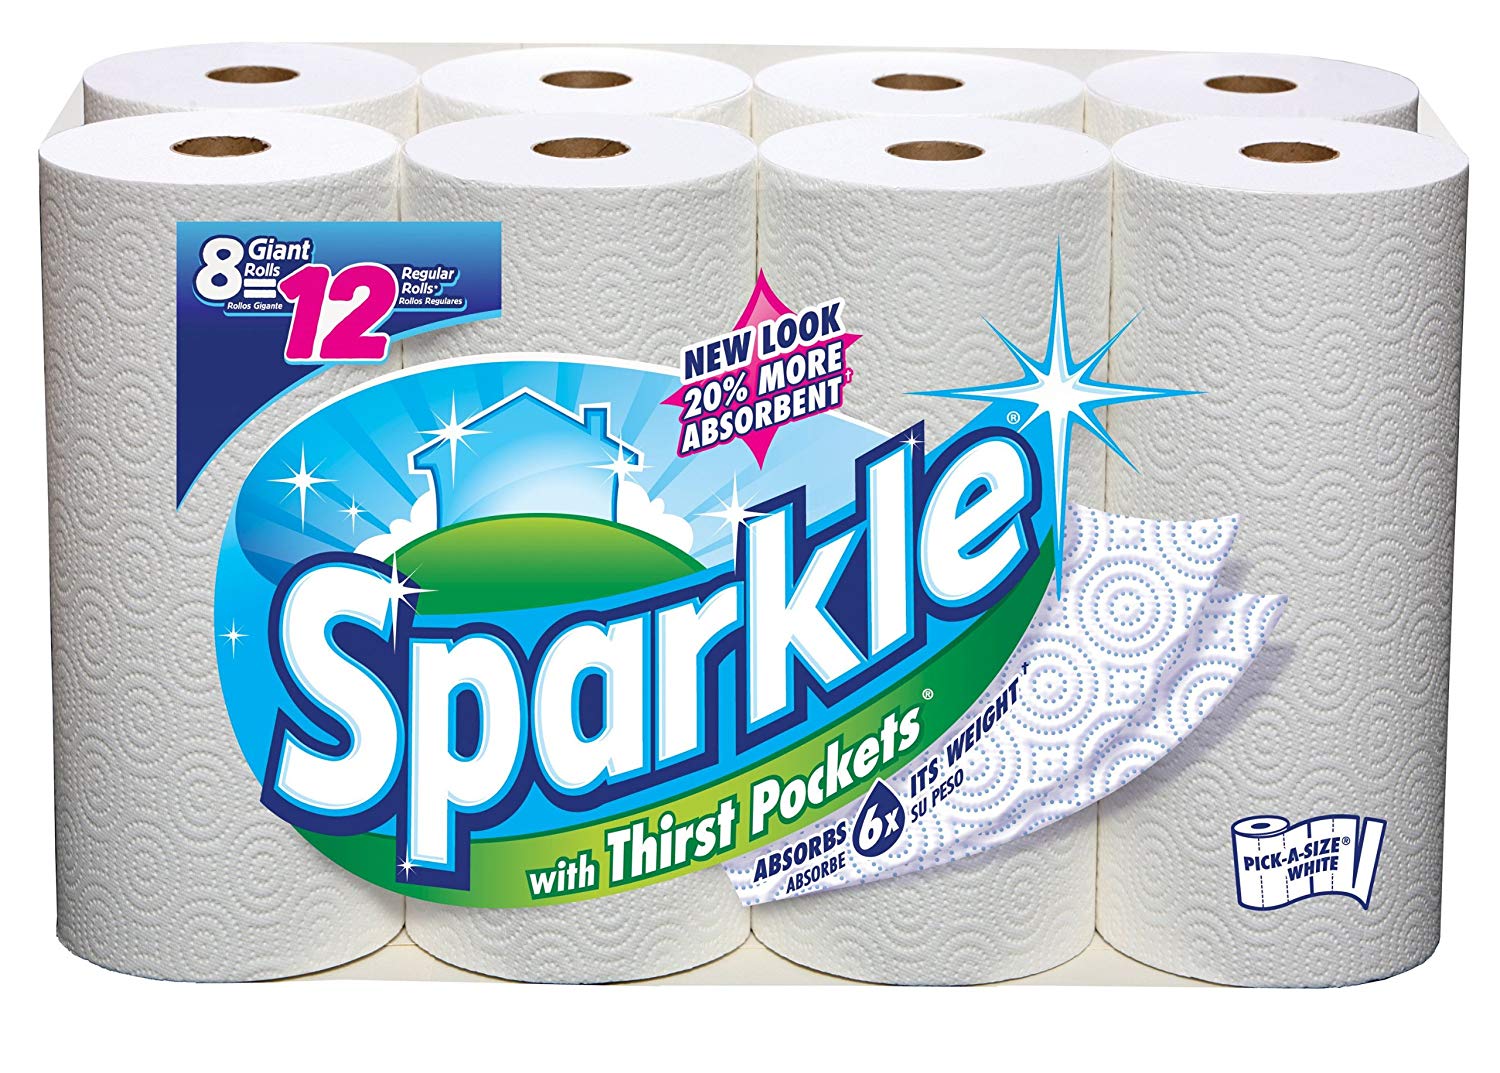 8 Giant
Rolls
Rollos Gigante
=
12
Regular
Rolls*
Rollos Regulares
NEW LOOK
20% MORE
ABSORBENT†
Sparkle®
with Thirst Pockets®
ABSORBS 6x ITS WEIGHT†
ABSORBE SU PESO
PICK-A-SIZE®
WHITE